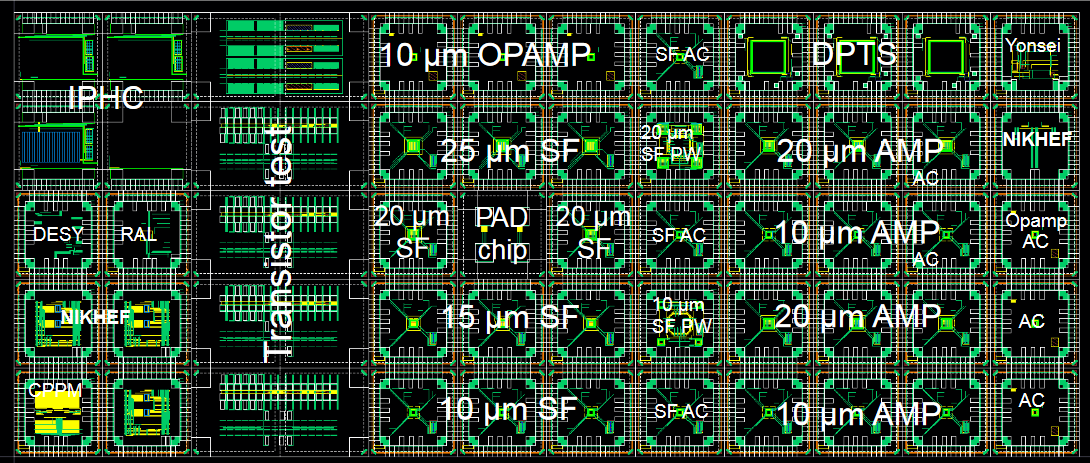 10 µm OPAMP
SF AC
DPTS
Yonsei
IPHC
Transistor test
25 µm SF
20 µm
SF PW
20 µm AMP
AC
NIKHEF
DESY
RAL
20 µm
SF
PAD
chip
20 µm
SF
SF AC
10 µm AMP
AC
Opamp
AC
NIKHEF
15 µm SF
10 µm
SF PW
20 µm AMP
AC
CPPM
10 µm SF
SF AC
10 µm AMP
AC